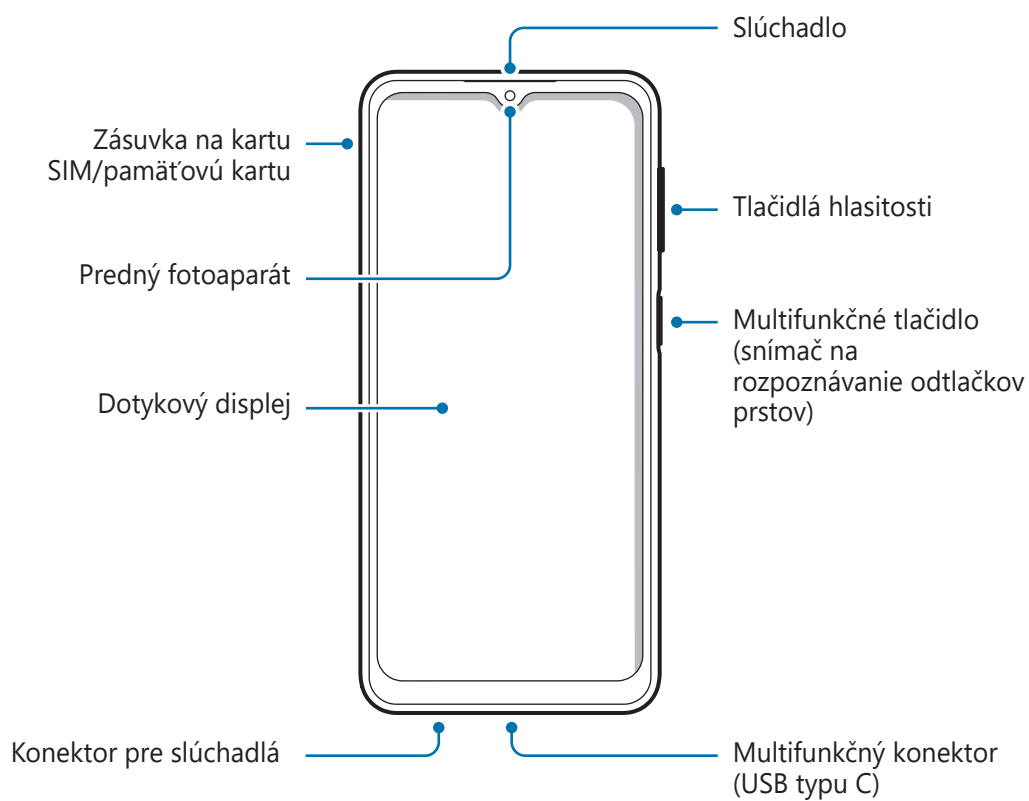 Slúchadlo
Zásuvka na kartu
SIM/pamäťovú kartu
Tlačidlá hlasitosti
Predný fotoaparát
Multifunkčné tlačidlo
(snímač na
rozpoznávanie odtlačkov
prstov)
Dotykový displej
Konektor pre slúchadlá
Multifunkčný konektor
(USB typu C)